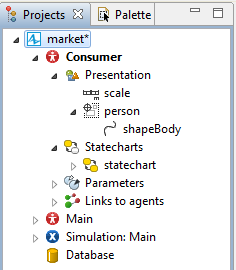 Projects Palette
market*
Consumer
Presentation
scale
person
shapeBody
Statecharts
statechart
Parameters
Links to agents
Main
Simulation: Main
Database